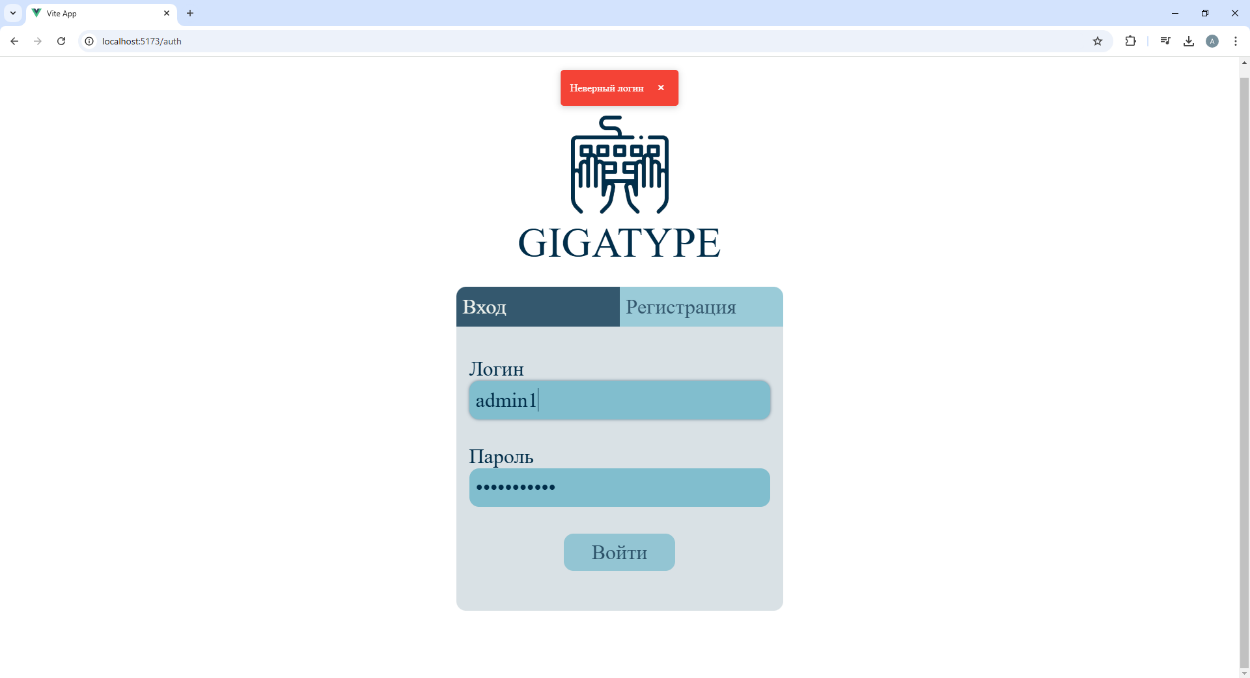 Vite App
localhost:5173/auth
A
Неверный логин
GIGATYPE
Вход
Регистрация
Логин
admin1
Пароль
•••••••••••
Войти